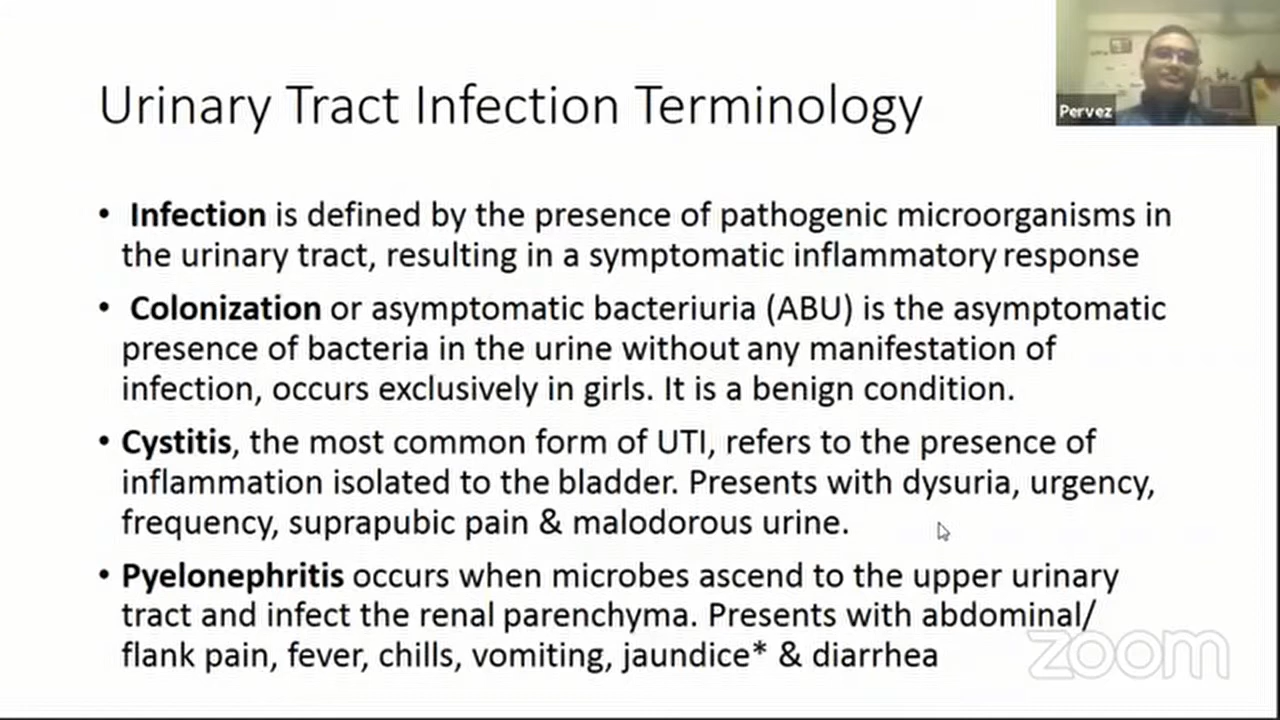 Urinary Tract Infection Terminology
Pervez
• Infection is defined by the presence of pathogenic microorganisms in
the urinary tract, resulting in a symptomatic inflammatory response
• Colonization or asymptomatic bacteriuria (ABU) is the asymptomatic
presence of bacteria in the urine without any manifestation of
infection, occurs exclusively in girls. It is a benign condition.
• Cystitis, the most common form of UTI, refers to the presence of
inflammation isolated to the bladder. Presents with dysuria, urgency,
frequency, suprapubic pain & malodorous urine.
• Pyelonephritis occurs when microbes ascend to the upper urinary
tract and infect the renal parenchyma. Presents with abdominal/
flank pain, fever, chills, vomiting, jaundice* & diarrhea
zoom